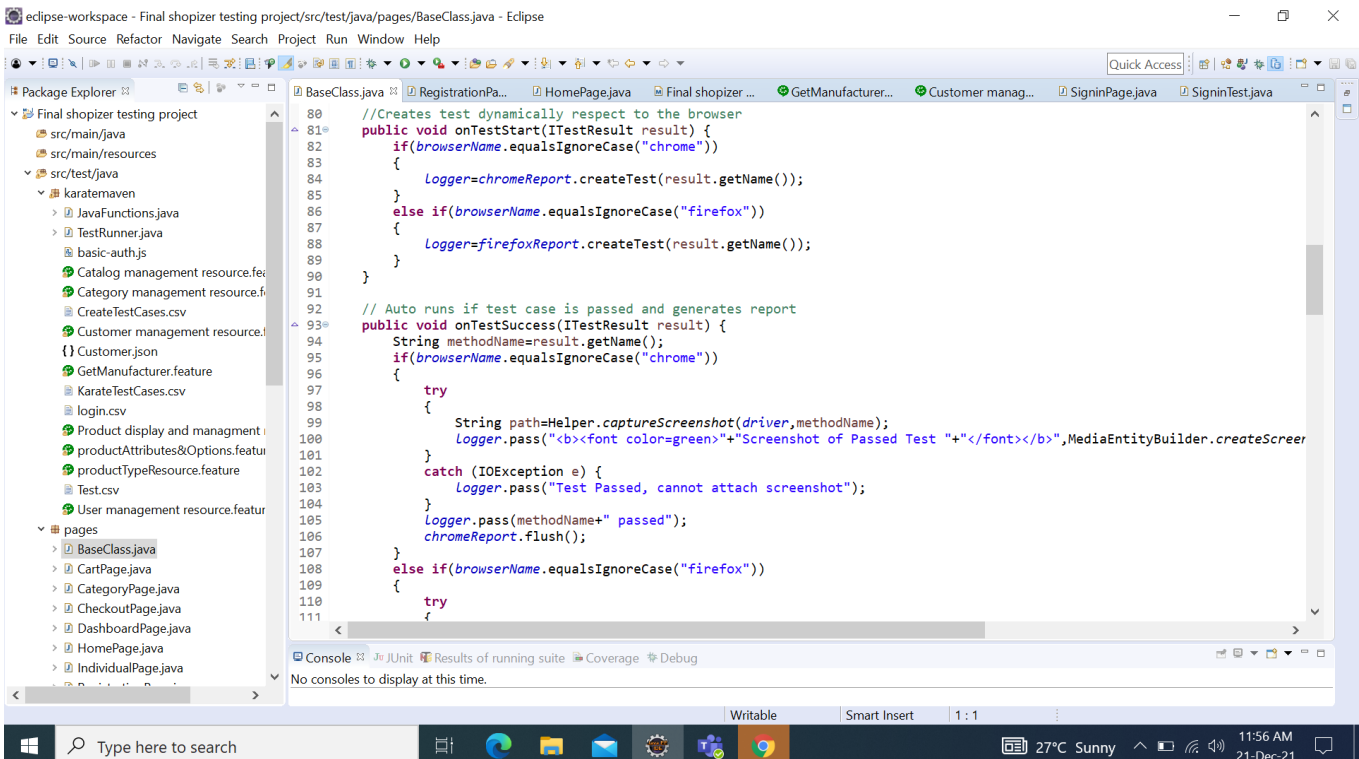 eclipse-workspace - Final shopizer testing project/src/test/java/pages/BaseClass.java - Eclipse
File Edit Source Refactor Navigate Search Project Run Window Help
Quick Access
Package Explorer
Final shopizer testing project
src/main/java
src/main/resources
src/test/java
karatemaven
JavaFunctions.java
TestRunner.java
basic-auth.js
Catalog management resource.fea
Category management resource.f
CreateTestCases.csv
Customer management resource.f
Customer.json
GetManufacturer.feature
KarateTestCases.csv
login.csv
Product display and managment
productAttributes&Options.featur
productTypeResource.feature
Test.csv
User management resource.featur
pages
BaseClass.java
CartPage.java
CategoryPage.java
CheckoutPage.java
DashboardPage.java
HomePage.java
IndividualPage.java
BaseClass.java RegistrationPa... HomePage.java Final shopizer ... GetManufacturer... Customer manag... SigninPage.java SigninTest.java
80 //Creates test dynamically respect to the browser
81 public void onTestStart(ITestResult result) {
82 if(browserName.equalsIgnoreCase("chrome"))
83 {
84 Logger=chromeReport.createTest(result.getName());
85 }
86 else if(browserName.equalsIgnoreCase("firefox"))
87 {
88 Logger=firefoxReport.createTest(result.getName());
89 }
90 }
91
92 // Auto runs if test case is passed and generates report
93 public void onTestSuccess(ITestResult result) {
94 String methodName=result.getName();
95 if(browserName.equalsIgnoreCase("chrome"))
96 {
97 try
98 {
99 String path=Helper.captureScreenshot(driver,methodName);
100 Logger.pass("<b><font color=green>"+"Screenshot of Passed Test "+"</font></b>",MediaEntityBuilder.createScreer
101 }
102 catch (IOException e) {
103 Logger.pass("Test Passed, cannot attach screenshot");
104 }
105 Logger.pass(methodName+" passed");
106 chromeReport.flush();
107 }
108 else if(browserName.equalsIgnoreCase("firefox"))
109 {
110 try
111 {
Console JUnit Results of running suite Coverage Debug
No consoles to display at this time.
Writable Smart Insert 1 : 1
Type here to search
27°C Sunny
11:56 AM
21-Dec-21